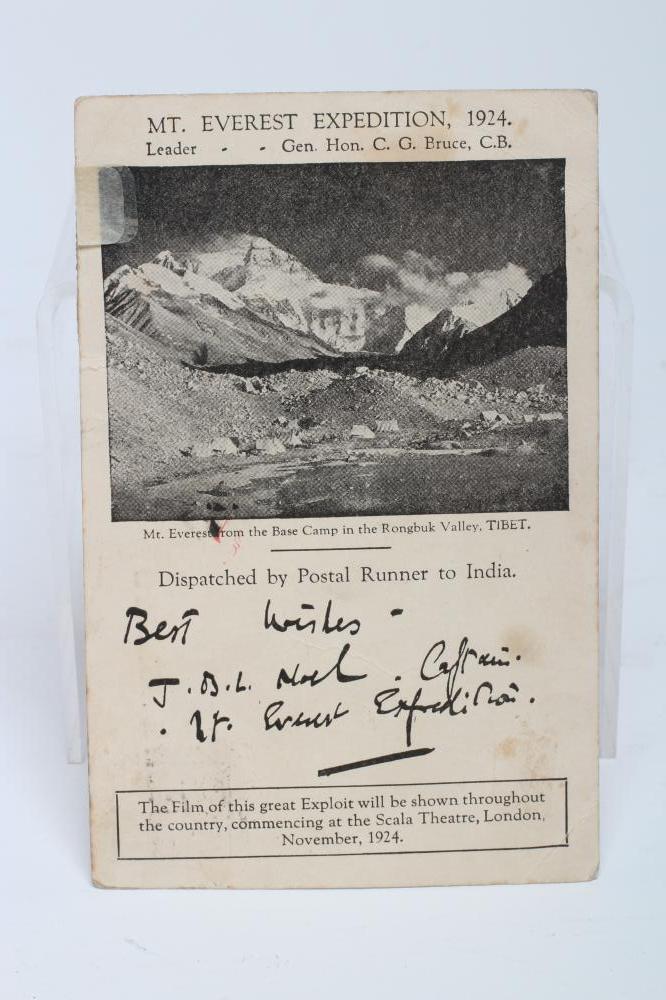 MT. EVEREST EXPEDITION, 1924.
Leader - - Gen. Hon. C. G. Bruce, C.B.
Mt. Everest from the Base Camp in the Rongbuk Valley, TIBET.
Dispatched by Postal Runner to India.
Best Wishes -
J.B.L. Noel. Captain.
. Mt. Everest Expedition.
The Film of this great Exploit will be shown throughout
the country, commencing at the Scala Theatre, London,
November, 1924.